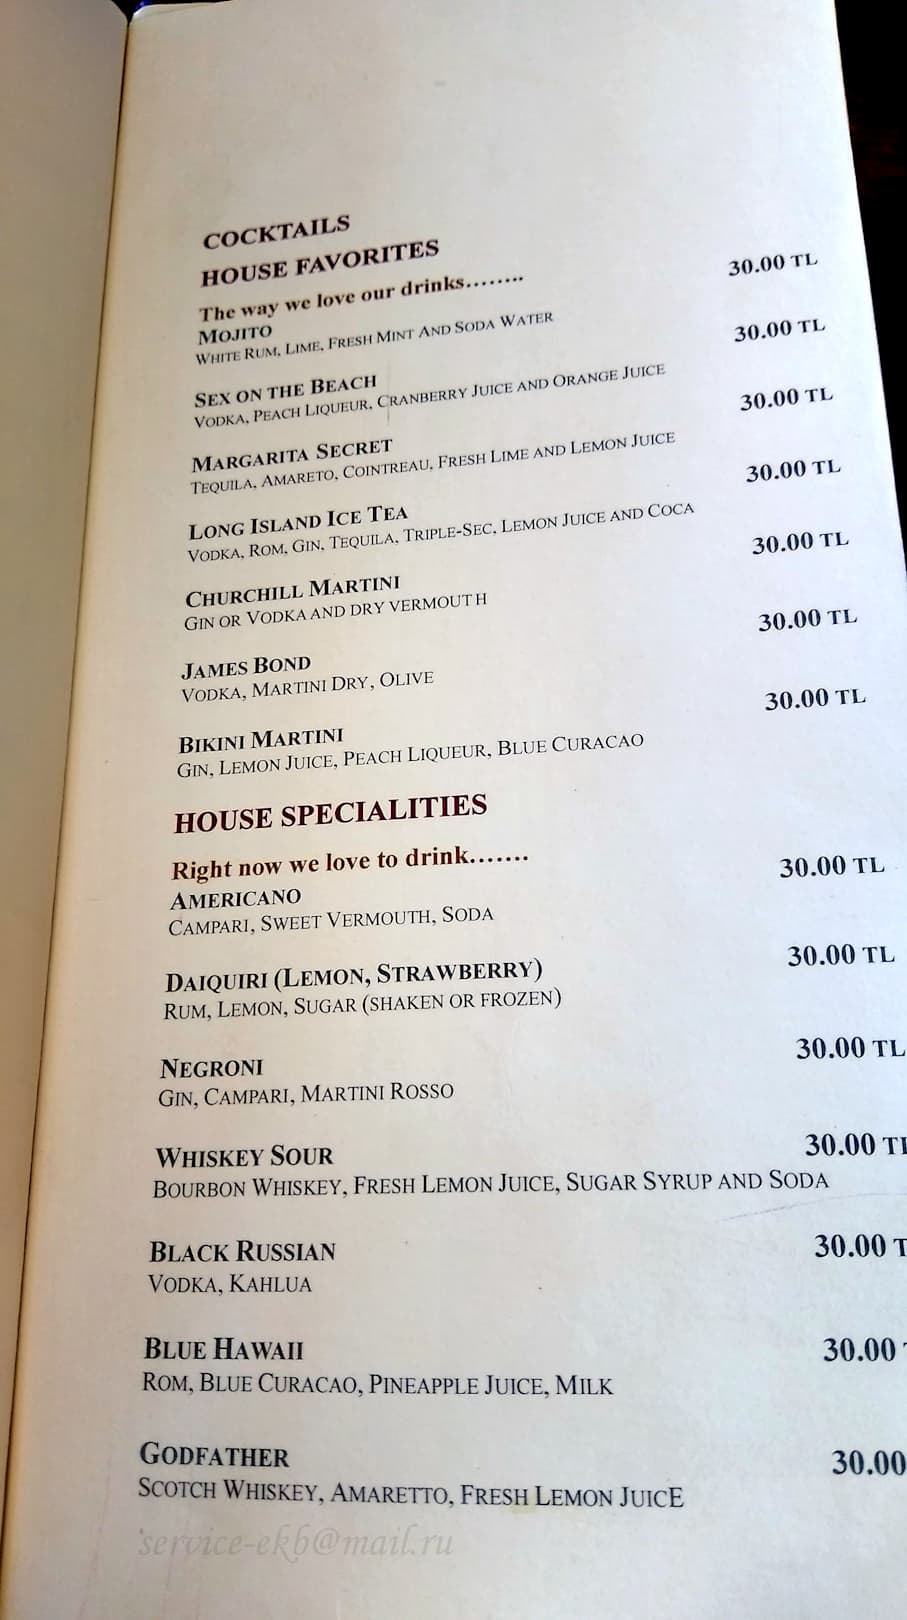 COCKTAILS
HOUSE FAVORITES
The way we love our drinks........
MOJITO 30.00 TL
WHITE RUM, LIME, FRESH MINT AND SODA WATER
SEX ON THE BEACH 30.00 TL
VODKA, PEACH LIQUEUR, CRANBERRY JUICE AND ORANGE JUICE
MARGARITA SECRET 30.00 TL
TEQUILA, AMARETO, COINTREAU, FRESH LIME AND LEMON JUICE
LONG ISLAND ICE TEA 30.00 TL
VODKA, ROM, GIN, TEQUILA, TRIPLE-SEC, LEMON JUICE AND COCA
CHURCHILL MARTINI 30.00 TL
GIN OR VODKA AND DRY VERMOUTH
JAMES BOND 30.00 TL
VODKA, MARTINI DRY, OLIVE
BIKINI MARTINI 30.00 TL
GIN, LEMON JUICE, PEACH LIQUEUR, BLUE CURACAO
HOUSE SPECIALITIES
Right now we love to drink.......
AMERICANO 30.00 TL
CAMPARI, SWEET VERMOUTH, SODA
DAIQUIRI (LEMON, STRAWBERRY) 30.00 TL
RUM, LEMON, SUGAR (SHAKEN OR FROZEN)
NEGRONI 30.00 TL
GIN, CAMPARI, MARTINI ROSSO
WHISKEY SOUR 30.00 TL
BOURBON WHISKEY, FRESH LEMON JUICE, SUGAR SYRUP AND SODA
BLACK RUSSIAN 30.00 T
VODKA, KAHLUA
BLUE HAWAII 30.00
ROM, BLUE CURACAO, PINEAPPLE JUICE, MILK
GODFATHER 30.00
SCOTCH WHISKEY, AMARETTO, FRESH LEMON JUICE
service-ekb@mail.ru